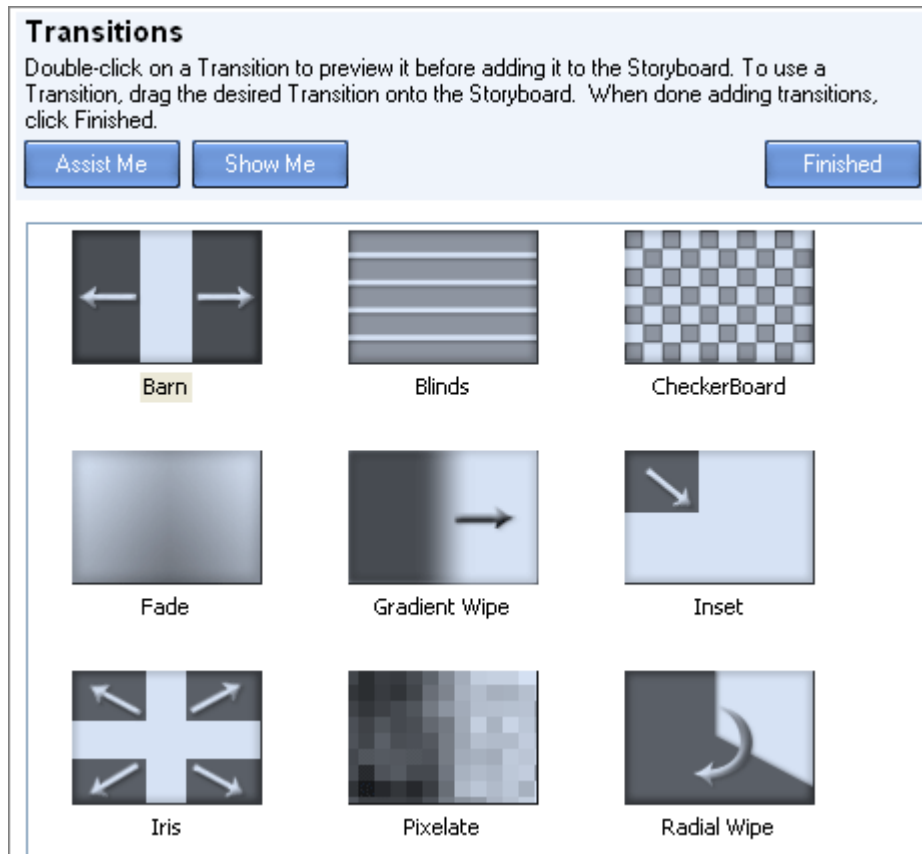 Transitions
Double-click on a Transition to preview it before adding it to the Storyboard. To use a
Transition, drag the desired Transition onto the Storyboard.  When done adding transitions,
click Finished.
Assist Me Show Me Finished
Barn Blinds CheckerBoard
Fade Gradient Wipe Inset
Iris Pixelate Radial Wipe